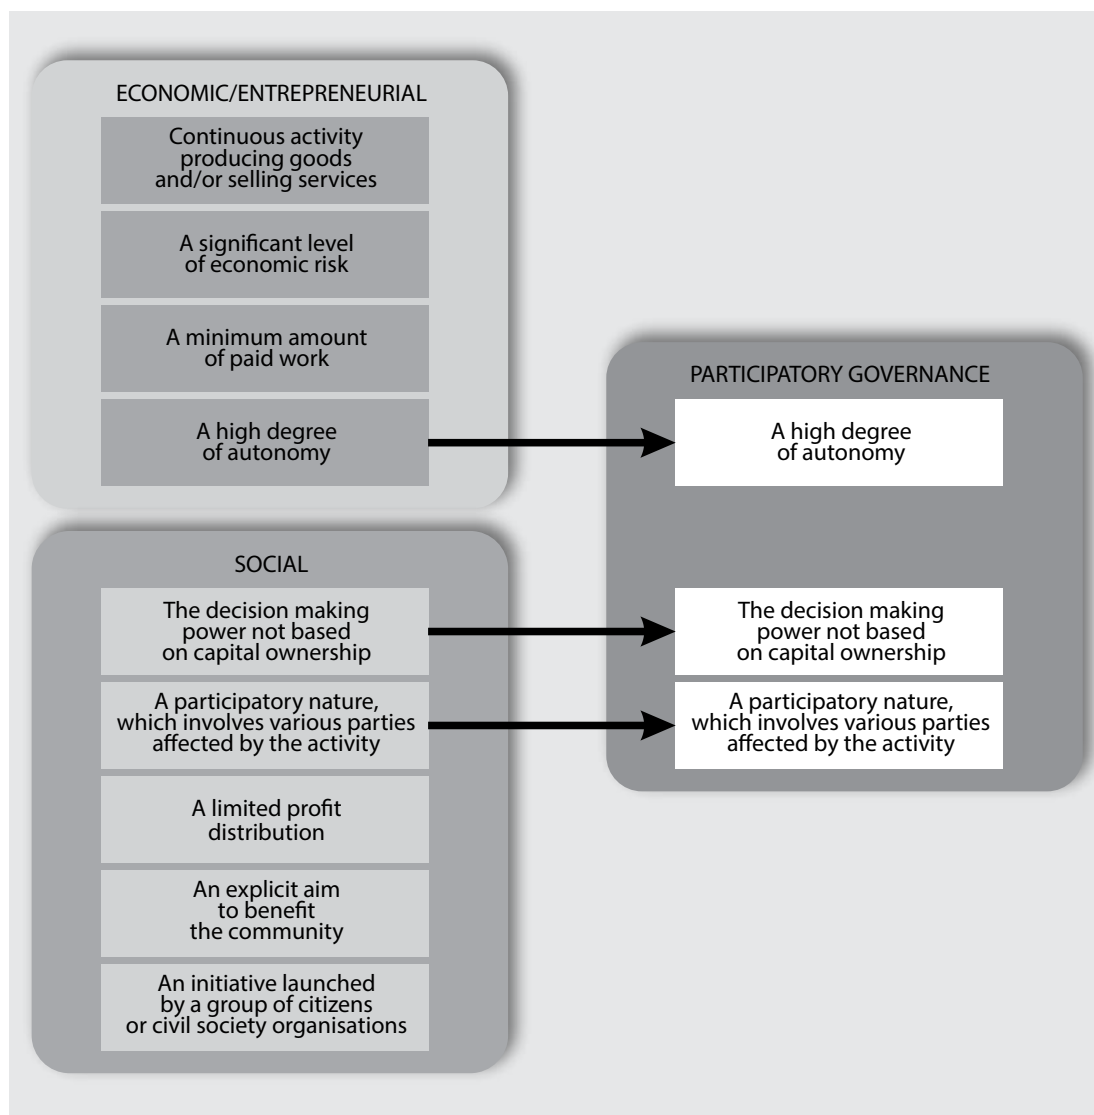 ECONOMIC/ENTREPRENEURIAL
Continuous activity
producing goods
and/or selling services
A significant level
of economic risk
A minimum amount
of paid work
A high degree
of autonomy
SOCIAL
The decision making
power not based
on capital ownership
A participatory nature,
which involves various parties
affected by the activity
A limited profit
distribution
An explicit aim
to benefit
the community
An initiative launched
by a group of citizens
or civil society organisations
PARTICIPATORY GOVERNANCE
A high degree
of autonomy
The decision making
power not based
on capital ownership
A participatory nature,
which involves various parties
affected by the activity